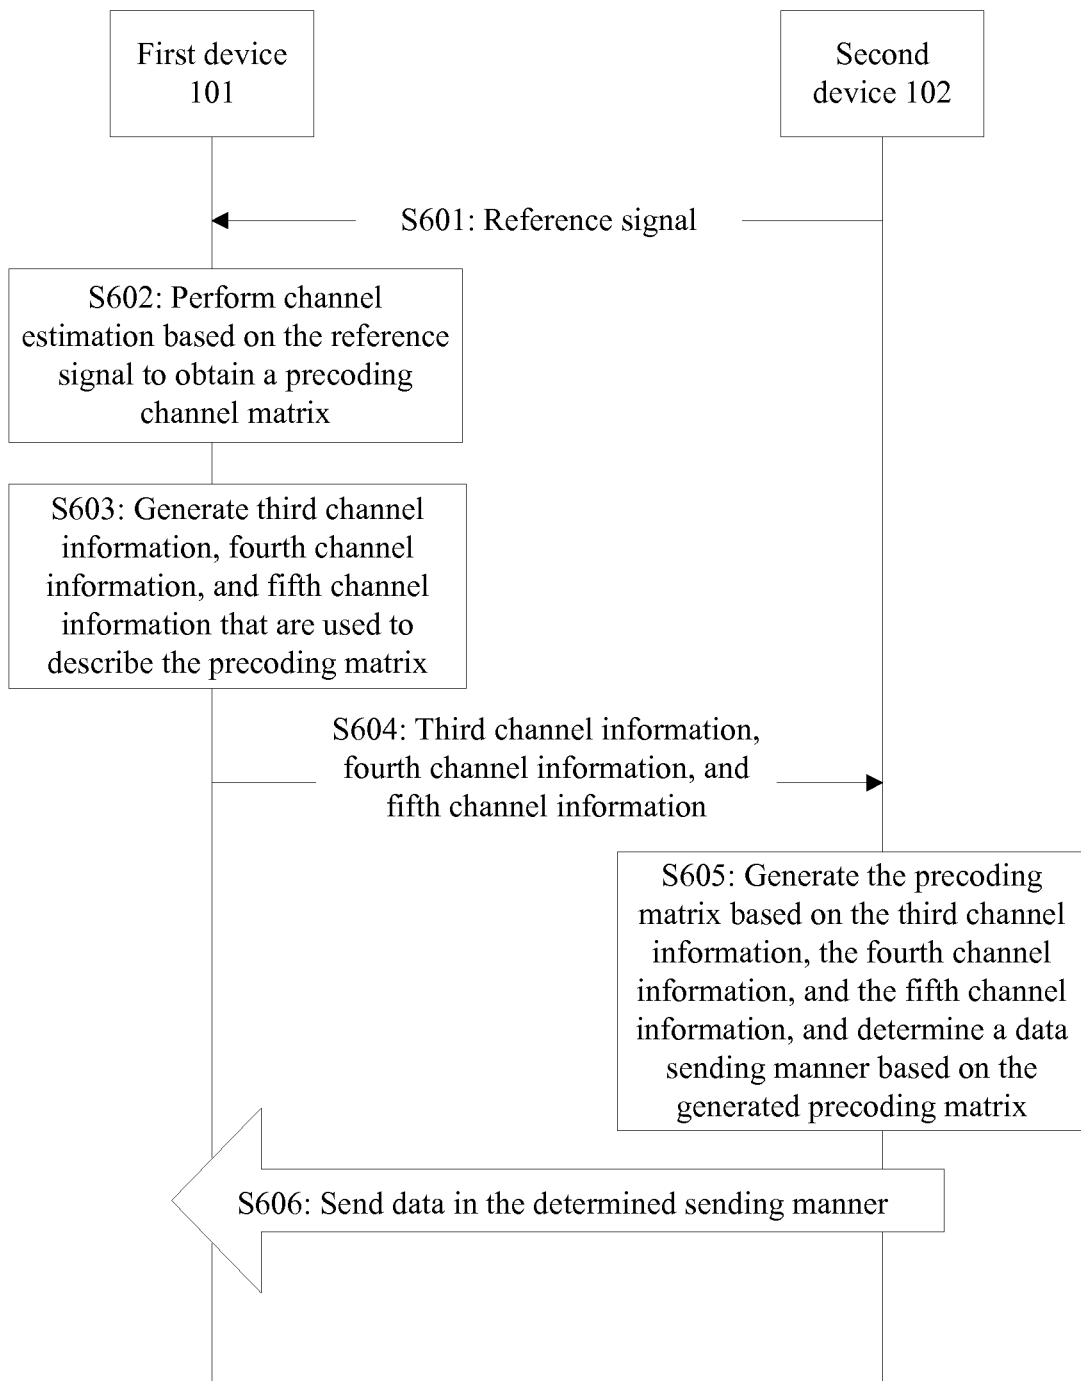 First device
101
Second
device 102
S601: Reference signal
S602: Perform channel
estimation based on the reference
signal to obtain a precoding
channel matrix
S603: Generate third channel
information, fourth channel
information, and fifth channel
information that are used to
describe the precoding matrix
S604: Third channel information,
fourth channel information, and
fifth channel information
S605: Generate the precoding
matrix based on the third channel
information, the fourth channel
information, and the fifth channel
information, and determine a data
sending manner based on the
generated precoding matrix
S606: Send data in the determined sending manner